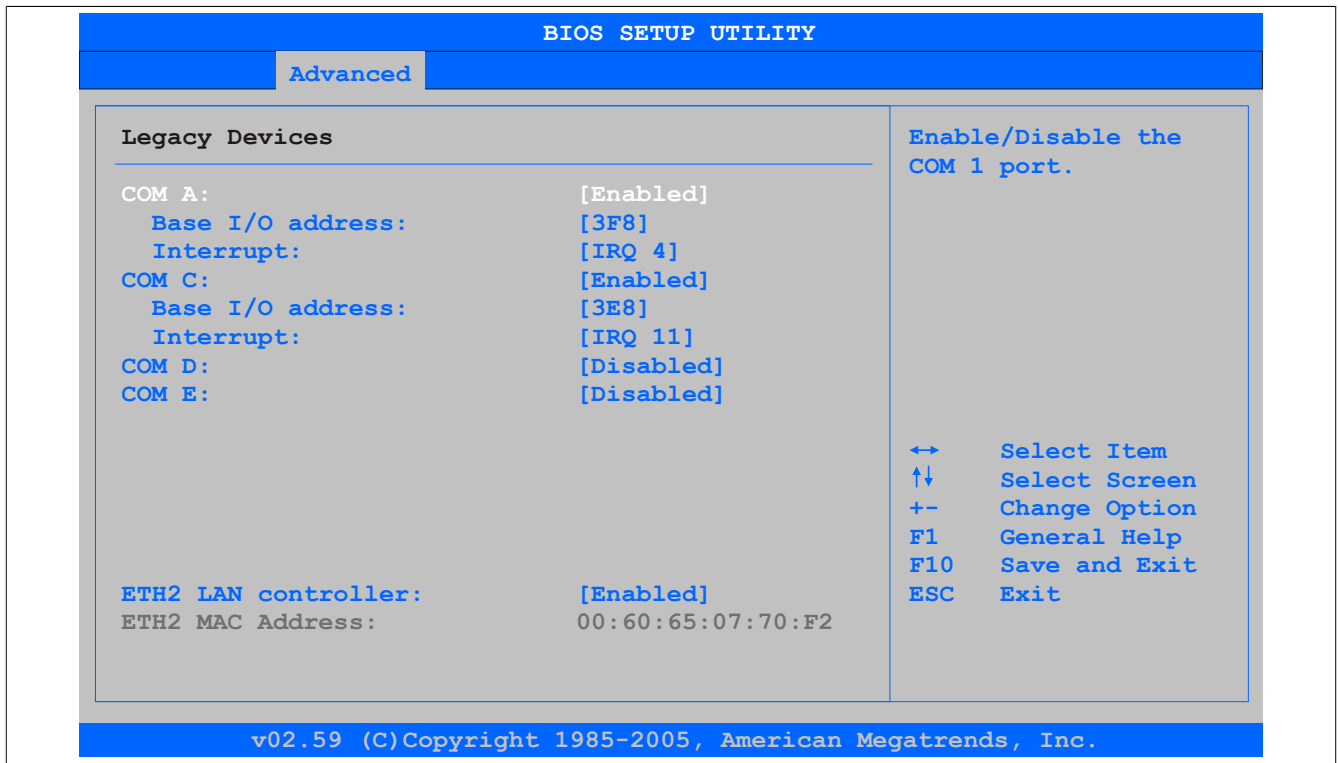 BIOS SETUP UTILITY
Advanced
Legacy Devices
COM A: [Enabled]
Base I/O address: [3F8]
Interrupt: [IRQ 4]
COM C: [Enabled]
Base I/O address: [3E8]
Interrupt: [IRQ 11]
COM D: [Disabled]
COM E: [Disabled]
ETH2 LAN controller: [Enabled]
ETH2 MAC Address: 00:60:65:07:70:F2
Enable/Disable the
COM 1 port.
←→ Select Item
↑↓ Select Screen
+- Change Option
F1 General Help
F10 Save and Exit
ESC Exit
v02.59 (C)Copyright 1985-2005, American Megatrends, Inc.